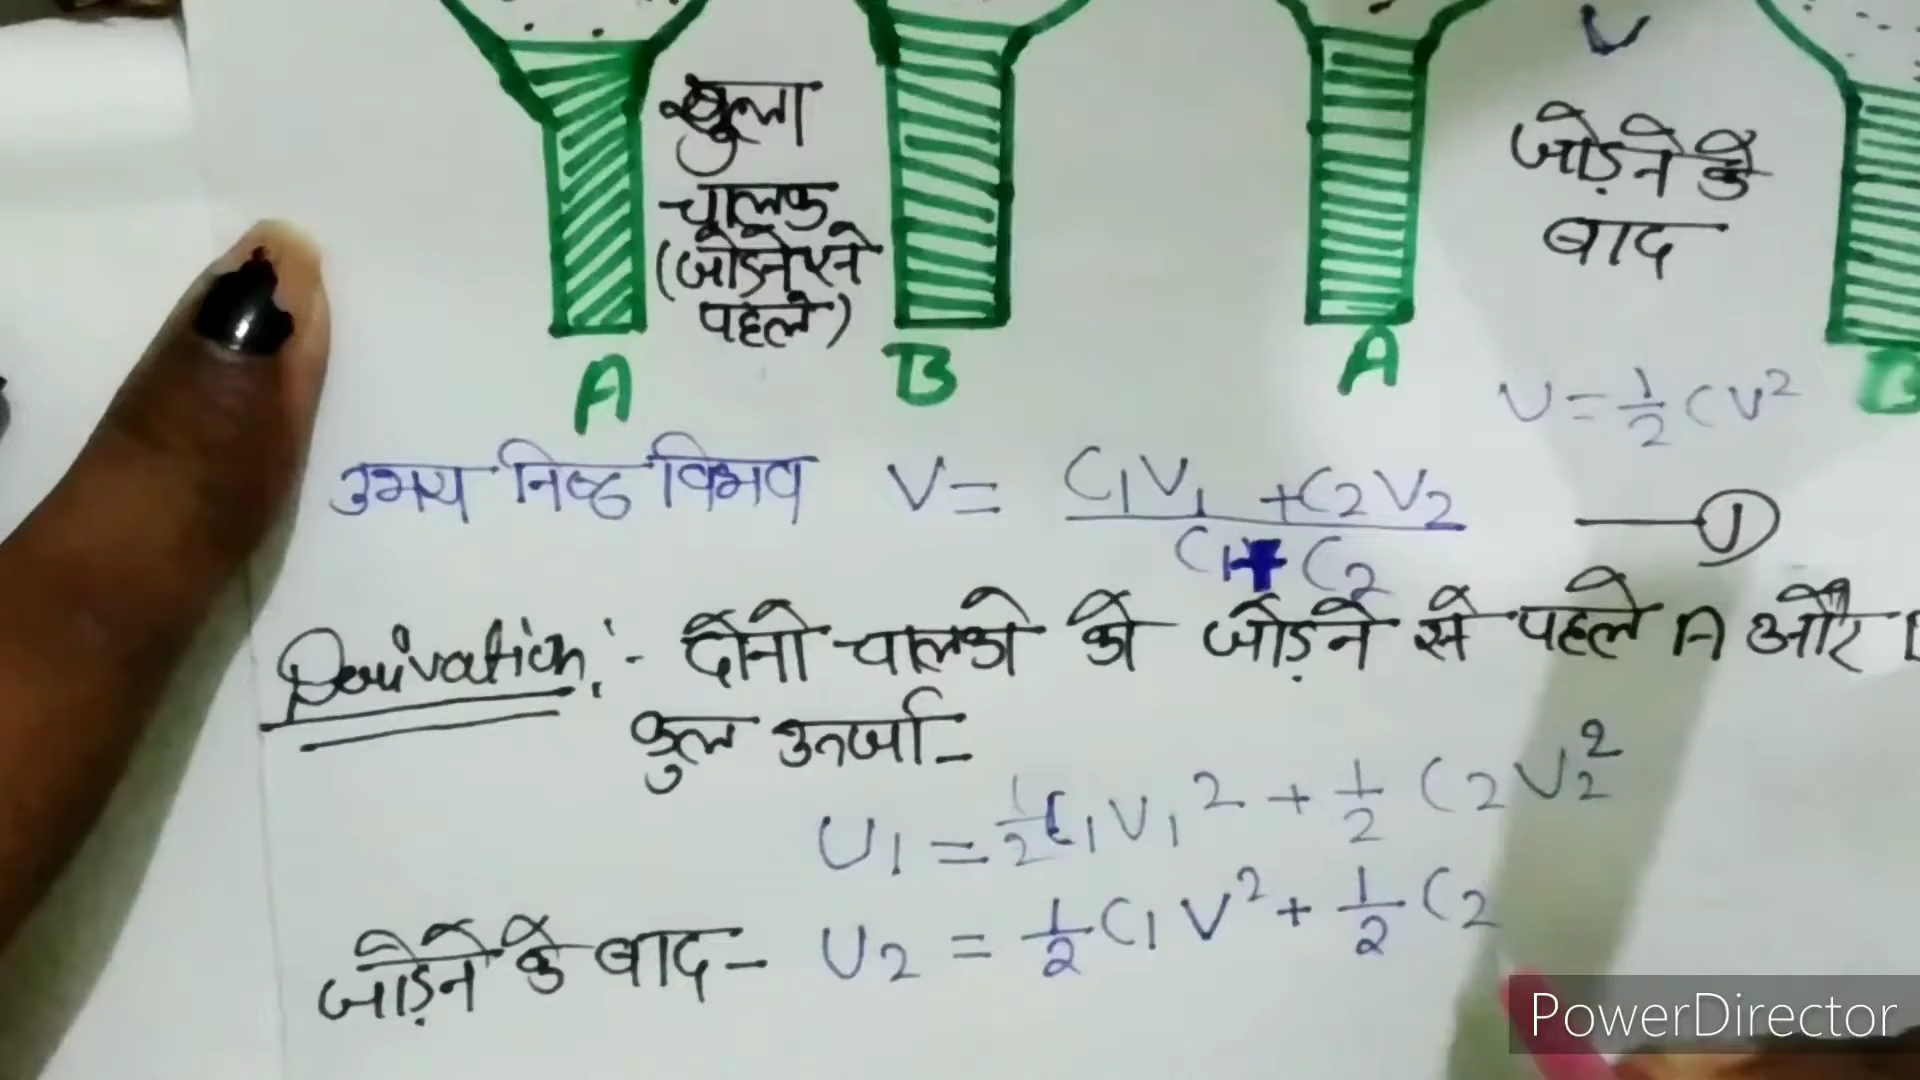 V
खुला
चालक
(जोडने से
पहले)
जोड़ने के
बाद
A
B
A
B
U = 1/2 CV²
उभय निष्ठ विभव V = (C₁V₁ + C₂V₂)/(C₁ + C₂) — ①
Derivation:- दोनो चालको को जोड़ने से पहले A और
कुल ऊर्जा-
U₁ = 1/2 C₁V₁² + 1/2 C₂V₂²
जोड़ने के बाद- U₂ = 1/2 C₁V² + 1/2 C₂
PowerDirector